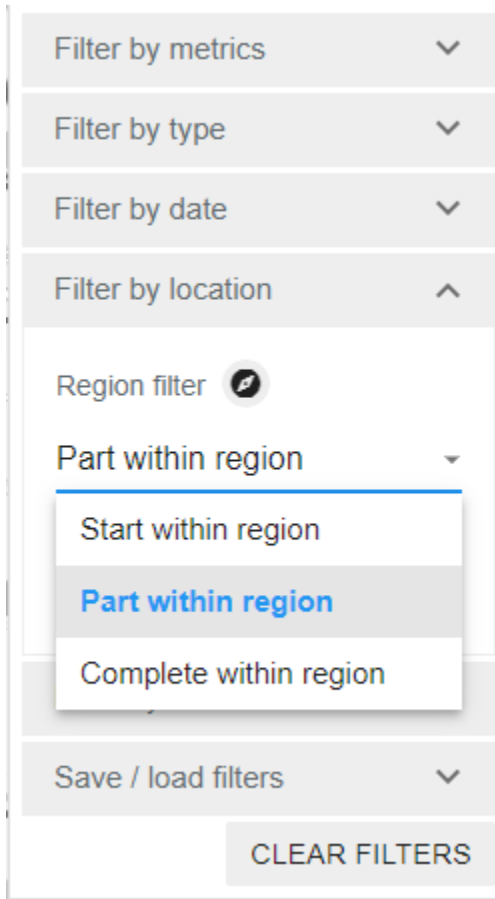 Filter by metrics
Filter by type
Filter by date
Filter by location
Region filter
Part within region
Start within region
Part within region
Complete within region
Save / load filters
CLEAR FILTERS